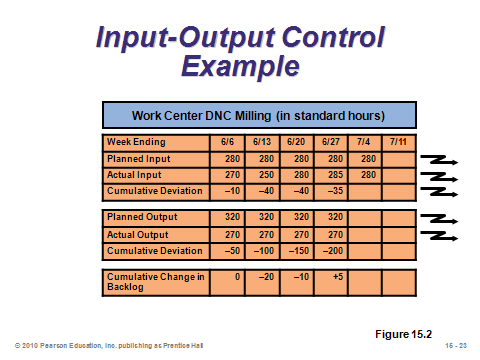 Input-Output Control
Example
Work Center DNC Milling (in standard hours)
Week Ending 6/6 6/13 6/20 6/27 7/4 7/11
Planned Input 280 280 280 280 280
Actual Input 270 250 280 285 280
Cumulative Deviation –10 –40 –40 –35
Planned Output 320 320 320 320
Actual Output 270 270 270 270
Cumulative Deviation –50 –100 –150 –200
Cumulative Change in 0 –20 –10 +5
Backlog
Figure 15.2
© 2010 Pearson Education, Inc. publishing as Prentice Hall 15 - 23